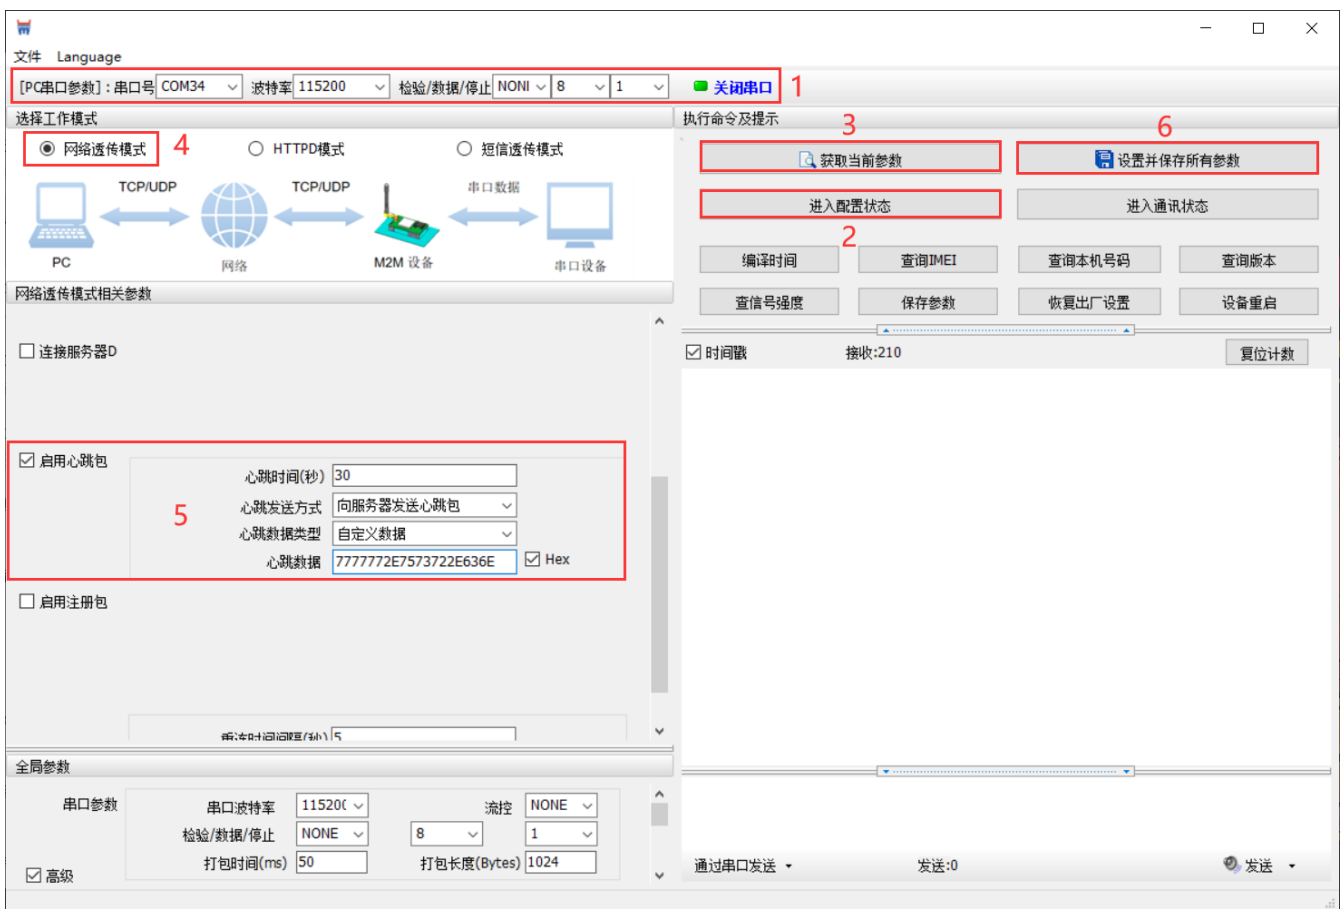 文件 Language
[PC串口参数]:串口号 COM34 波特率 115200 检验/数据/停止 NONI 8 1 关闭串口 1
选择工作模式
网络透传模式 4 HTTPD模式 短信透传模式
TCP/UDP TCP/UDP 串口数据
PC 网络 M2M 设备 串口设备
网络透传模式相关参数
连接服务器D
启用心跳包
心跳时间(秒) 30
心跳发送方式 向服务器发送心跳包
5
心跳数据类型 自定义数据
心跳数据 7777772E7573722E636E Hex
启用注册包
重连时间间隔(秒) 5
全局参数
串口参数 串口波特率 115200 流控 NONE
检验/数据/停止 NONE 8 1
打包时间(ms) 50 打包长度(Bytes) 1024
高级
执行命令及提示
3 6
获取当前参数 设置并保存所有参数
进入配置状态 进入通讯状态
2
编译时间 查询IMEI 查询本机号码 查询版本
查信号强度 保存参数 恢复出厂设置 设备重启
时间戳 接收:210 复位计数
通过串口发送 发送:0 发送